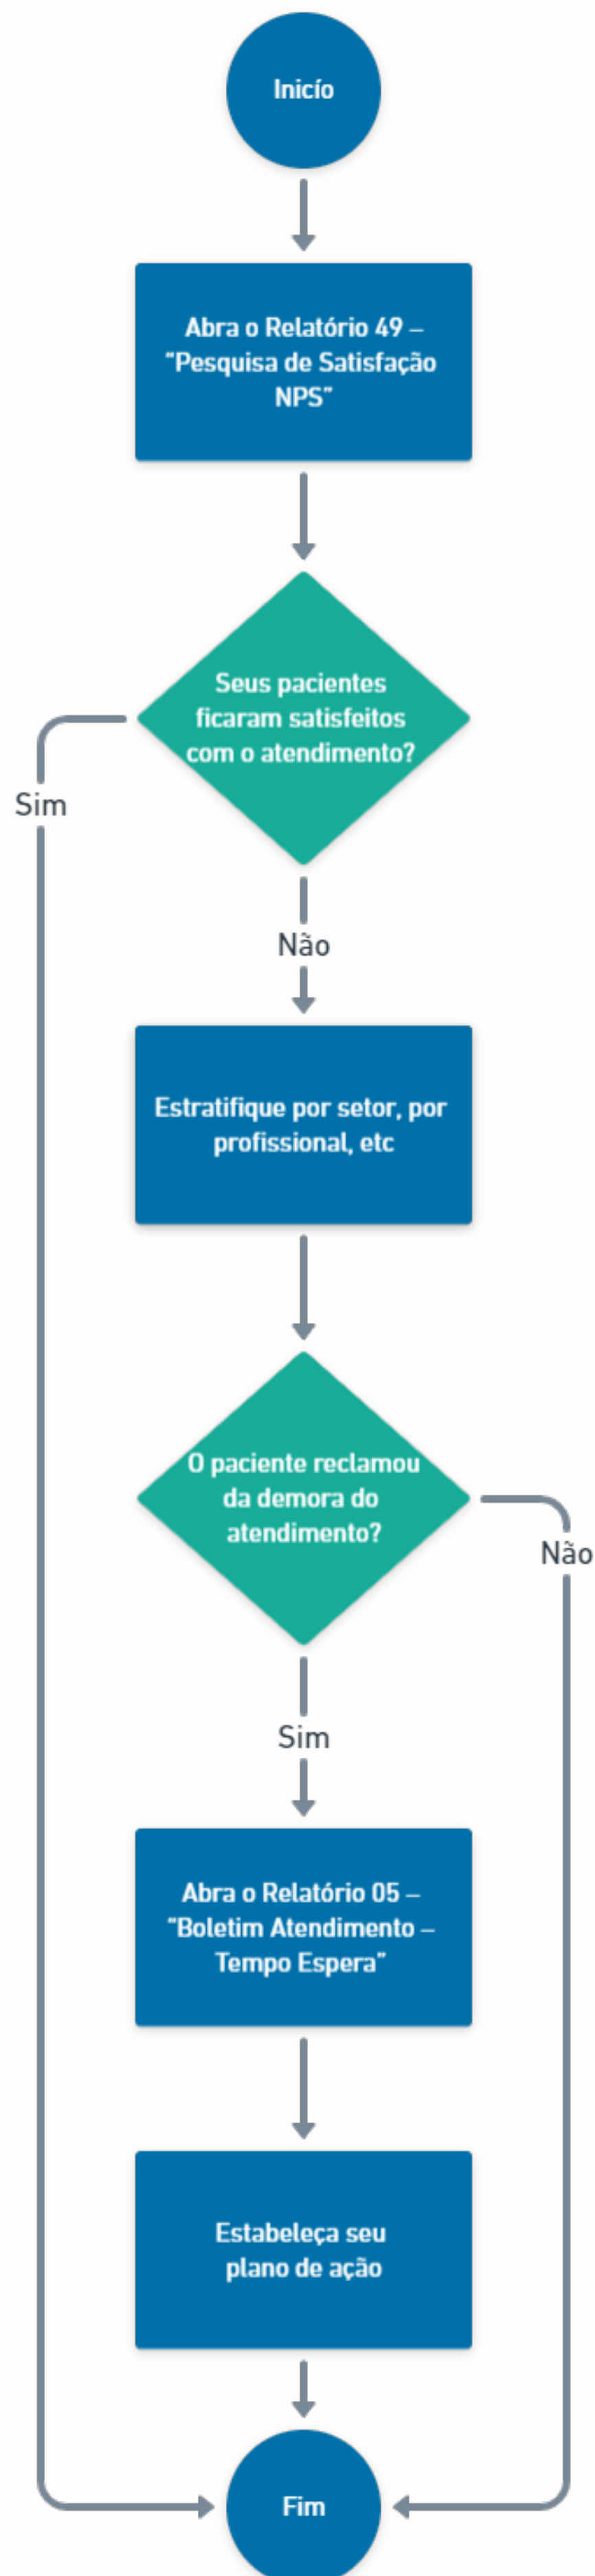 Inicío
Abra o Relatório 49 –
"Pesquisa de Satisfação
NPS"
Seus pacientes
ficaram satisfeitos
com o atendimento?
Sim
Não
Estratifique por setor, por
profissional, etc
O paciente reclamou
da demora do
atendimento?
Não
Sim
Abra o Relatório 05 –
"Boletim Atendimento –
Tempo Espera"
Estabeleça seu
plano de ação
Fim